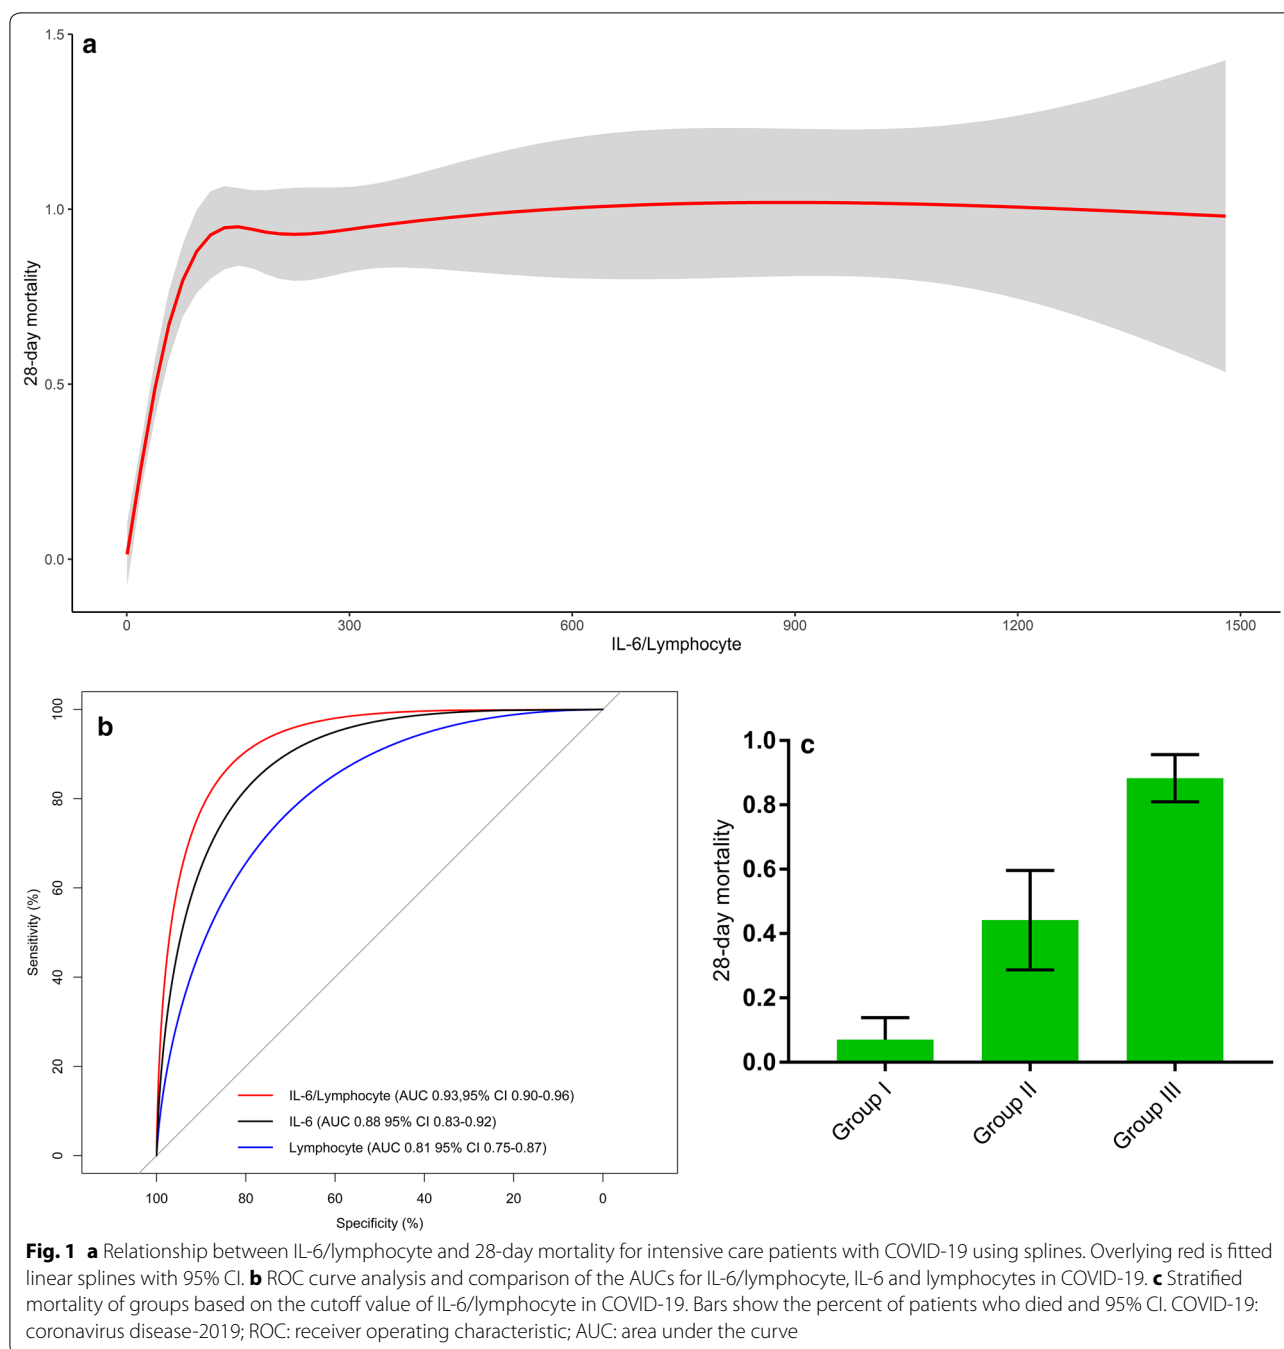 a
1.5
1.0
0.5
0.0
28-day mortality
0 300 600 900 1200 1500
IL-6/Lymphocyte
b
100
80
60
40
20
0
Sensitivity (%)
IL-6/Lymphocyte (AUC 0.93,95% CI 0.90-0.96)
IL-6 (AUC 0.88 95% CI 0.83-0.92)
Lymphocyte (AUC 0.81 95% CI 0.75-0.87)
100 80 60 40 20 0
Specificity (%)
c
1.0
0.8
0.6
0.4
0.2
0.0
28-day mortality
Group I
Group II
Group III
Fig. 1 a Relationship between IL-6/lymphocyte and 28-day mortality for intensive care patients with COVID-19 using splines. Overlying red is fitted
linear splines with 95% CI. b ROC curve analysis and comparison of the AUCs for IL-6/lymphocyte, IL-6 and lymphocytes in COVID-19. c Stratified
mortality of groups based on the cutoff value of IL-6/lymphocyte in COVID-19. Bars show the percent of patients who died and 95% CI. COVID-19:
coronavirus disease-2019; ROC: receiver operating characteristic; AUC: area under the curve